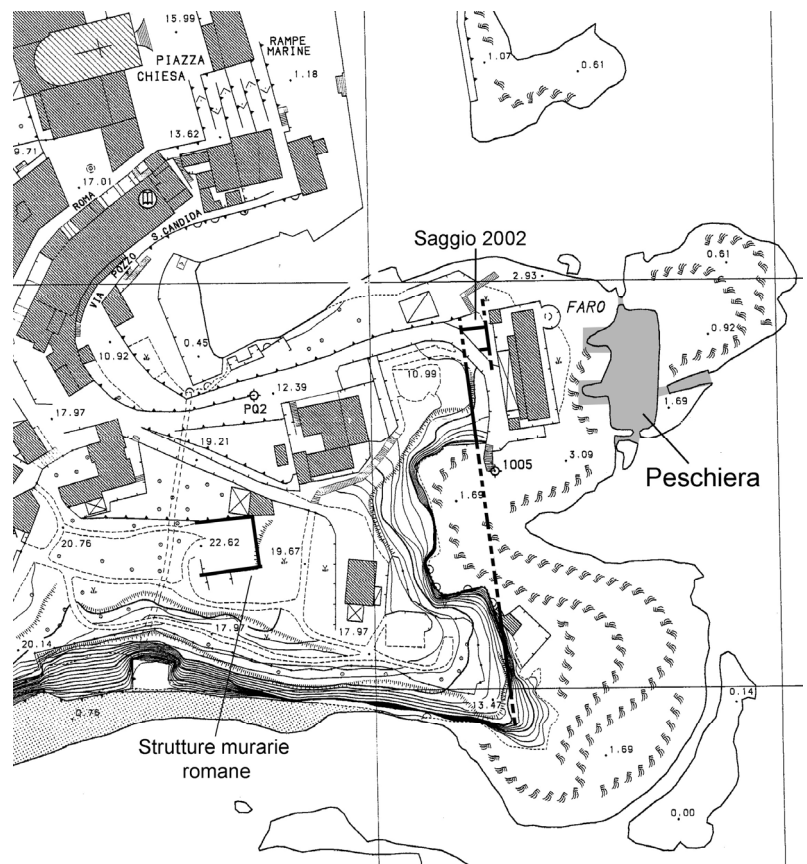 15.99
PIAZZA
CHIESA
RAMPE
MARINE
1.18
1.07
0.61
13.62
9.71
17.01
ROMA
S. CANDIDA
VIA POZZO
Saggio 2002
2.93
FARO
0.61
0.92
0.45
10.92
10.99
12.39
PQ2
1.69
17.97
19.21
1005
3.09
Peschiera
1.69
20.76
22.62
19.67
17.97
17.97
20.14
13.47
0.14
0.76
Strutture murarie
romane
1.69
0.00